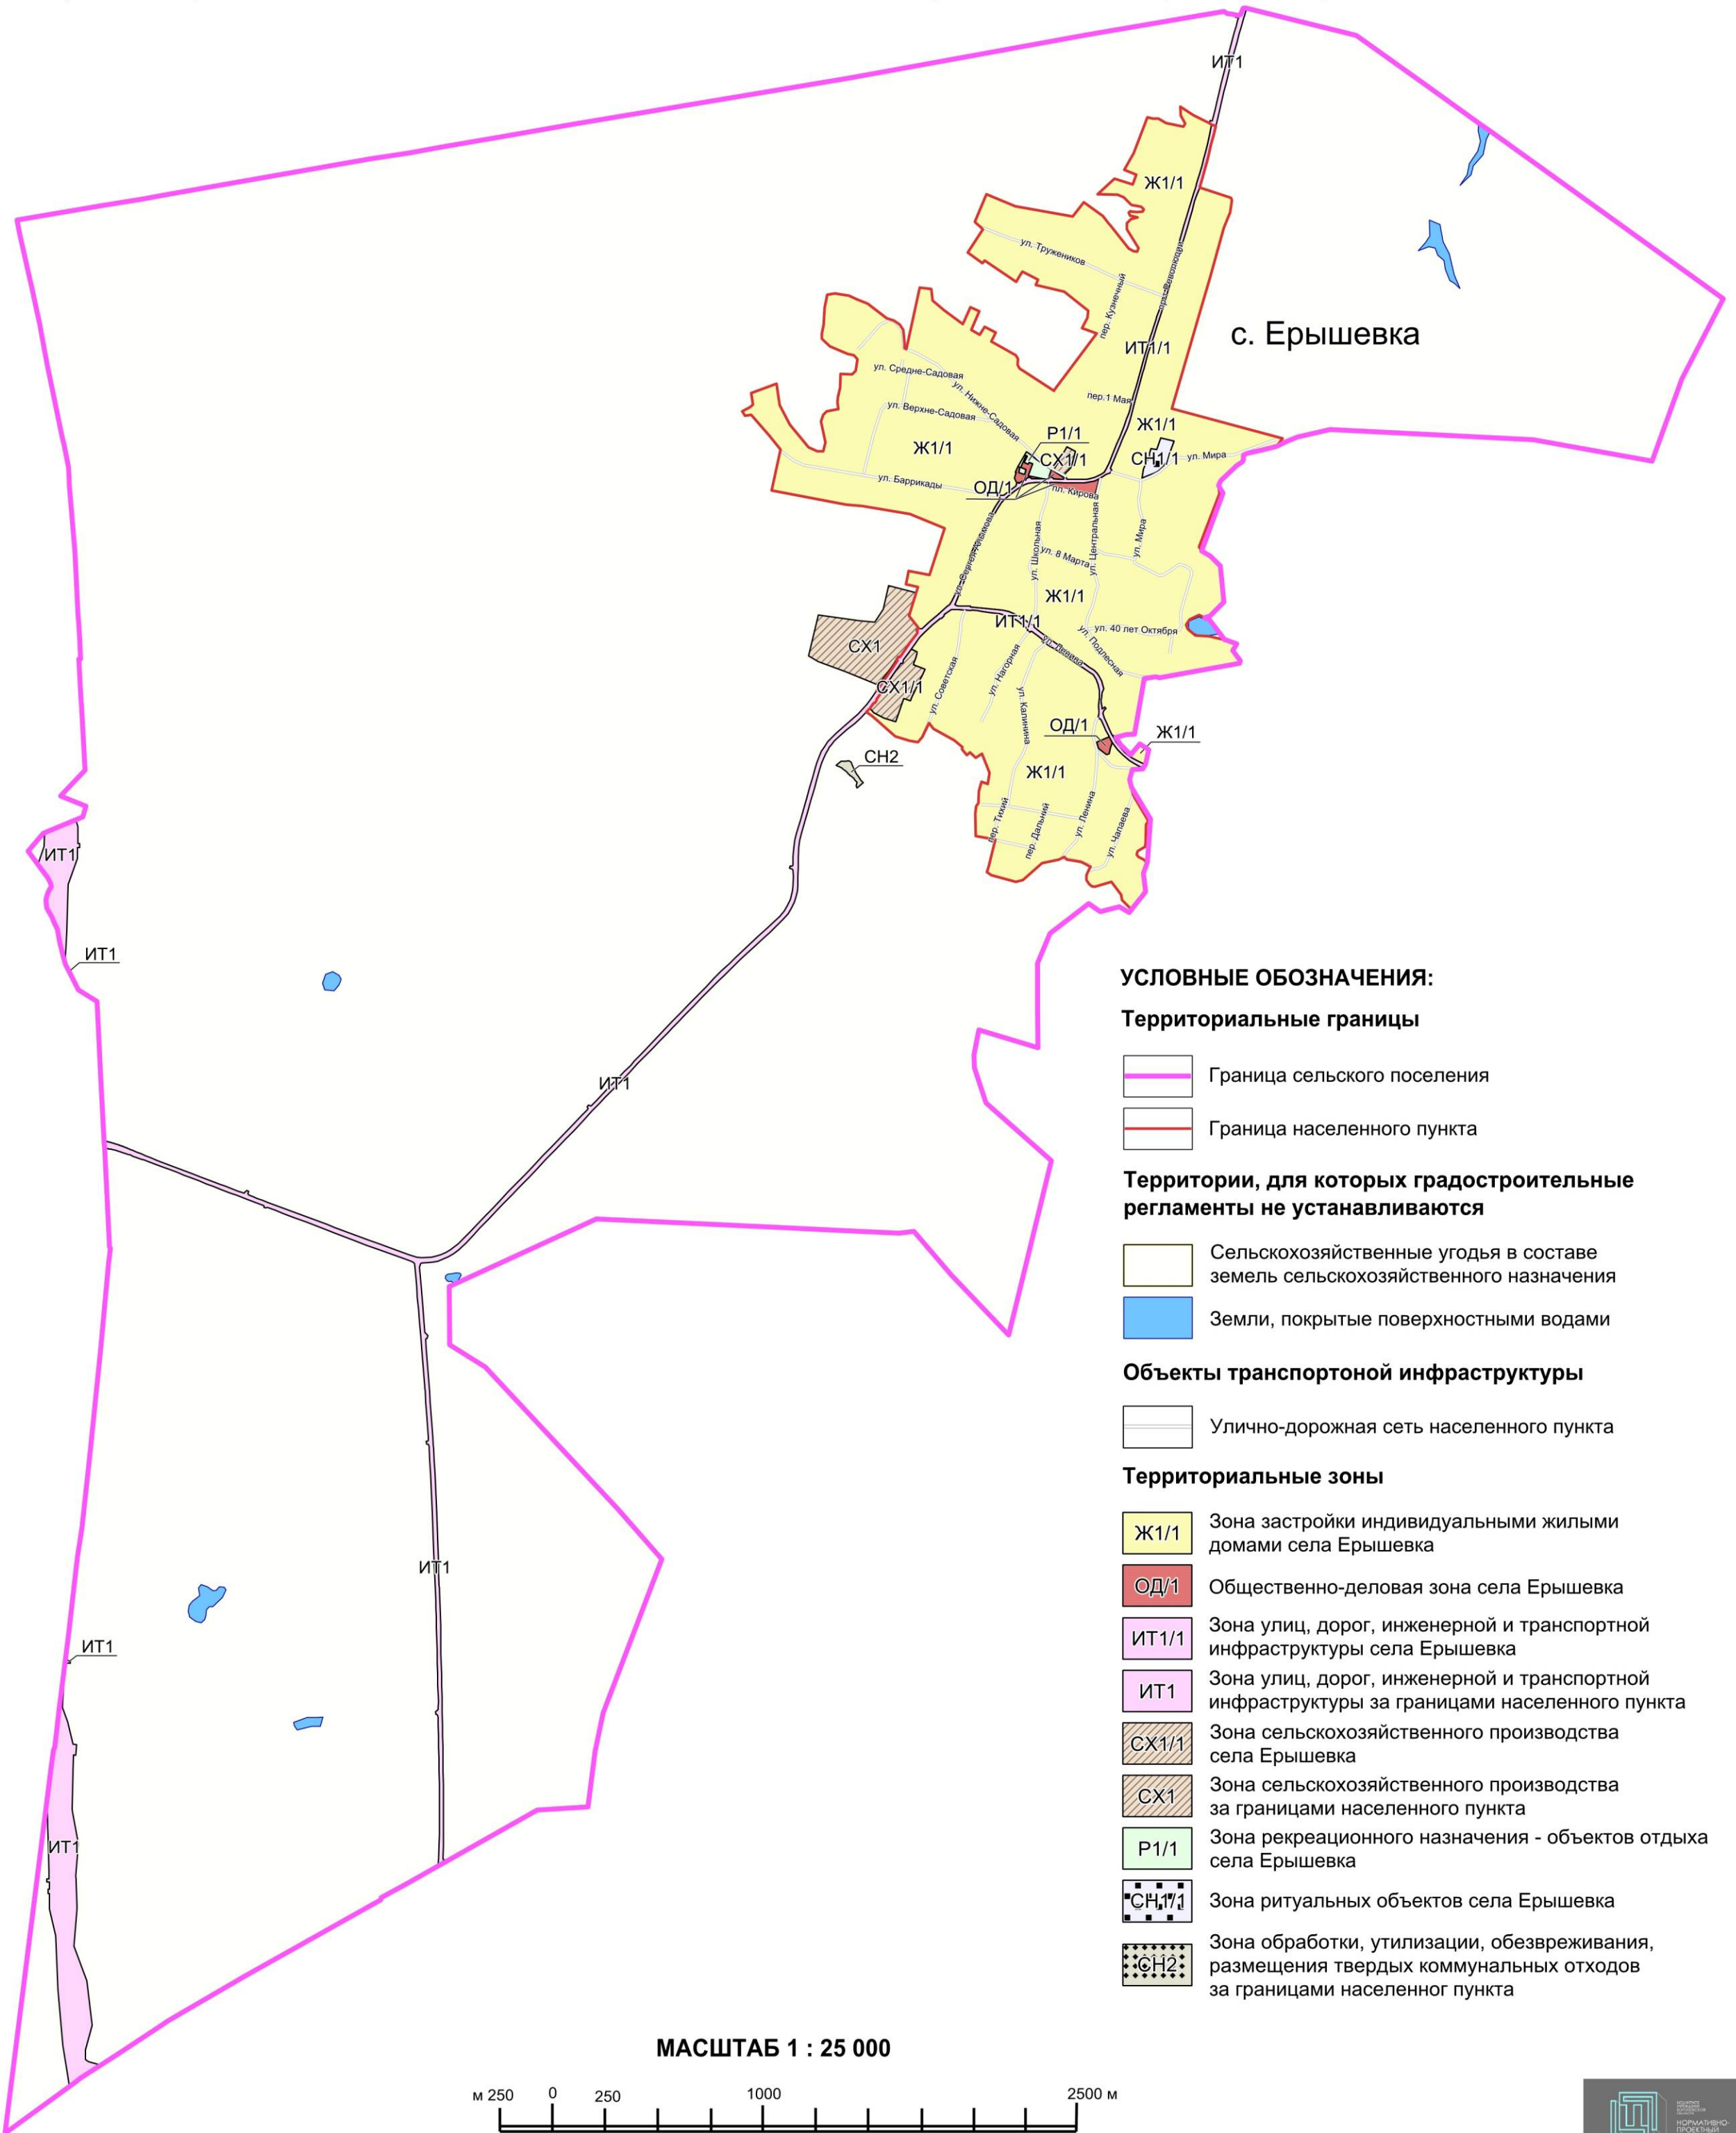 ИТ1
Ж1/1
ул. Тружеников
пер. Кузнечный
с. Ерышевка
ИТ1/1
ул. Средне-Садовая
ул. Нижне-Садовая
пер.1 Мая
ул. Верхне-Садовая
Ж1/1
Р1/1
Ж1/1
СХ1/1
СН1/1
ул. Мира
ул. Баррикады
ОД/1
пл. Кирова
ул. Школьная
ул. Центральная
ул. Мира
ул. 8 Марта
Ж1/1
ИТ1/1
ул. 40 лет Октября
СХ1
ул. Ленина
ул. Подлесная
СХ1/1
ул. Советская
ул. Нагорная
ул. Калинина
ОД/1
Ж1/1
СН2
Ж1/1
пер. Тихий
пер. Дальний
ул. Ленина
ул. Чапаева
ИТ1
ИТ1
ИТ1
ИТ1
ИТ1
ИТ1
УСЛОВНЫЕ ОБОЗНАЧЕНИЯ:
Территориальные границы
Граница сельского поселения
Граница населенного пункта
Территории, для которых градостроительные
регламенты не устанавливаются
Сельскохозяйственные угодья в составе
земель сельскохозяйственного назначения
Земли, покрытые поверхностными водами
Объекты транспортоной инфраструктуры
Улично-дорожная сеть населенного пункта
Территориальные зоны
Ж1/1 Зона застройки индивидуальными жилыми
домами села Ерышевка
ОД/1 Общественно-деловая зона села Ерышевка
ИТ1/1 Зона улиц, дорог, инженерной и транспортной
инфраструктуры села Ерышевка
ИТ1 Зона улиц, дорог, инженерной и транспортной
инфраструктуры за границами населенного пункта
СХ1/1 Зона сельскохозяйственного производства
села Ерышевка
СХ1 Зона сельскохозяйственного производства
за границами населенного пункта
Р1/1 Зона рекреационного назначения - объектов отдыха
села Ерышевка
СН1/1 Зона ритуальных объектов села Ерышевка
СН2 Зона обработки, утилизации, обезвреживания,
размещения твердых коммунальных отходов
за границами населенног пункта
МАСШТАБ 1 : 25 000
м 250 0 250 1000 2500 м
НОРМАТИВНО-
ПРОЕКТНЫЙ